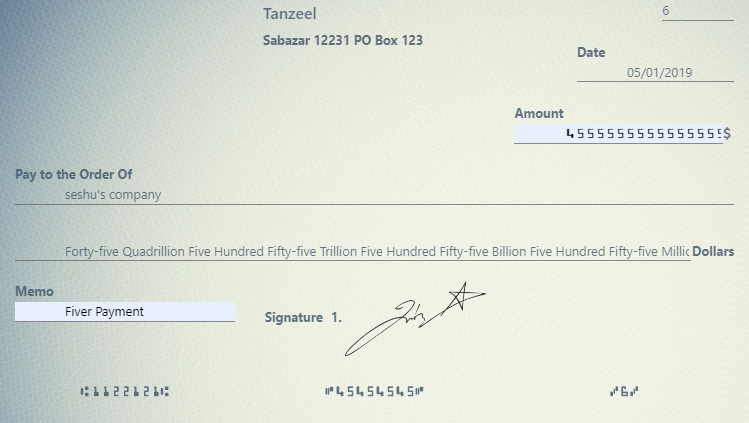 Tanzeel
6
Sabazar 12231 PO Box 123
Date
05/01/2019
Amount
4555555555555555$
Pay to the Order Of
seshu's company
Forty-five Quadrillion Five Hundred Fifty-five Trillion Five Hundred Fifty-five Billion Five Hundred Fifty-five Millic Dollars
Memo
Fiver Payment
Signature 1.
⑆1122121⑆ ⑈45454545⑈ ⑇6⑇